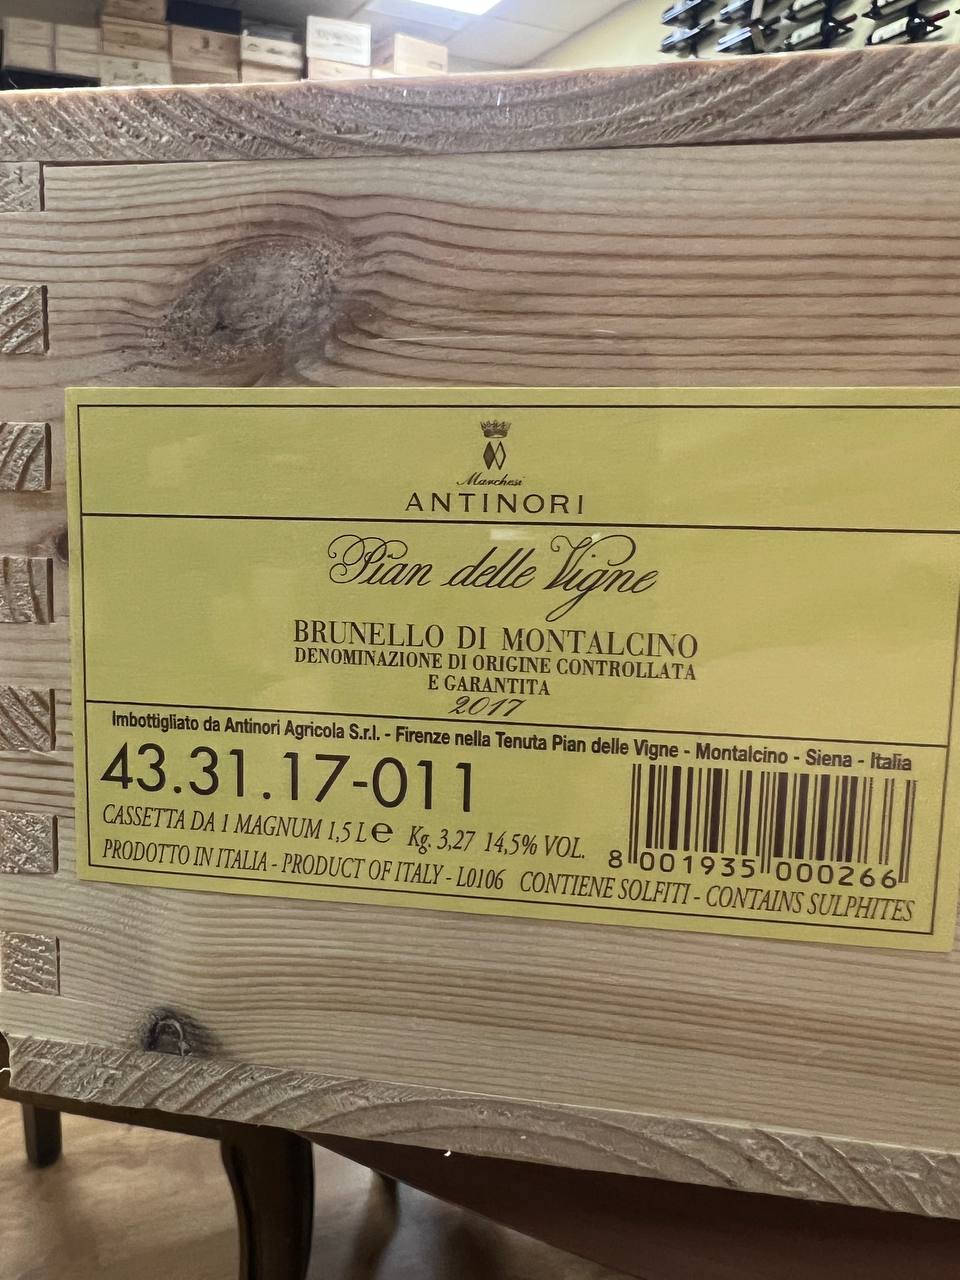 Marchesi
ANTINORI
Pian delle Vigne
BRUNELLO DI MONTALCINO
DENOMINAZIONE DI ORIGINE CONTROLLATA
E GARANTITA
2017
Imbottigliato da Antinori Agricola S.r.l. - Firenze nella Tenuta Pian delle Vigne - Montalcino - Siena - Italia
43.31.17-011
CASSETTA DA 1 MAGNUM 1,5 L e Kg. 3,27 14,5% VOL.
8 001935 000266
PRODOTTO IN ITALIA - PRODUCT OF ITALY - L0106 CONTIENE SOLFITI - CONTAINS SULPHITES